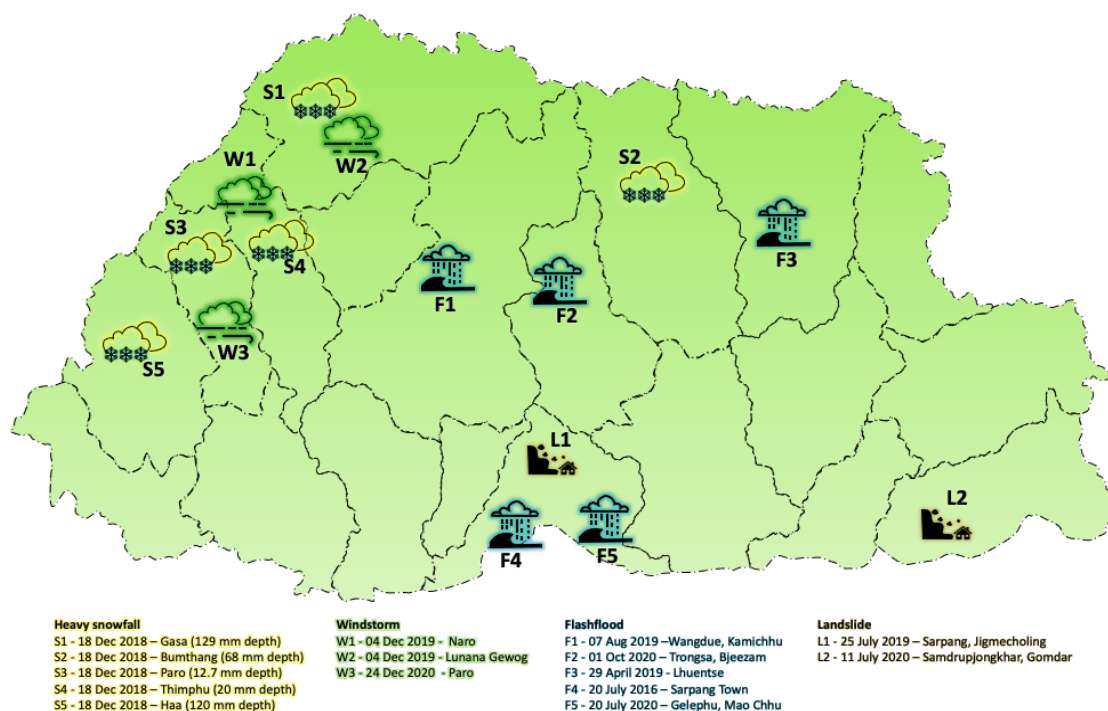 S1
W2
W1
S2
S3
S4
F3
F1
F2
W3
S5
L1
L2
F4
F5
Heavy snowfall
S1 - 18 Dec 2018 – Gasa (129 mm depth)
S2 - 18 Dec 2018 – Bumthang (68 mm depth)
S3 - 18 Dec 2018 – Paro (12.7 mm depth)
S4 - 18 Dec 2018 – Thimphu (20 mm depth)
S5 - 18 Dec 2018 – Haa (120 mm depth)
Windstorm
W1 - 04 Dec 2019 - Naro
W2 - 04 Dec 2019 - Lunana Gewog
W3 - 24 Dec 2020 - Paro
Flashflood
F1 - 07 Aug 2019 –Wangdue, Kamichhu
F2 - 01 Oct 2020 – Trongsa, Bjeezam
F3 - 29 April 2019 - Lhuentse
F4 - 20 July 2016 – Sarpang Town
F5 - 20 July 2020 - Gelephu, Mao Chhu
Landslide
L1 - 25 July 2019 – Sarpang, Jigmecholing
L2 - 11 July 2020 - Samdrupjongkhar, Gomdar